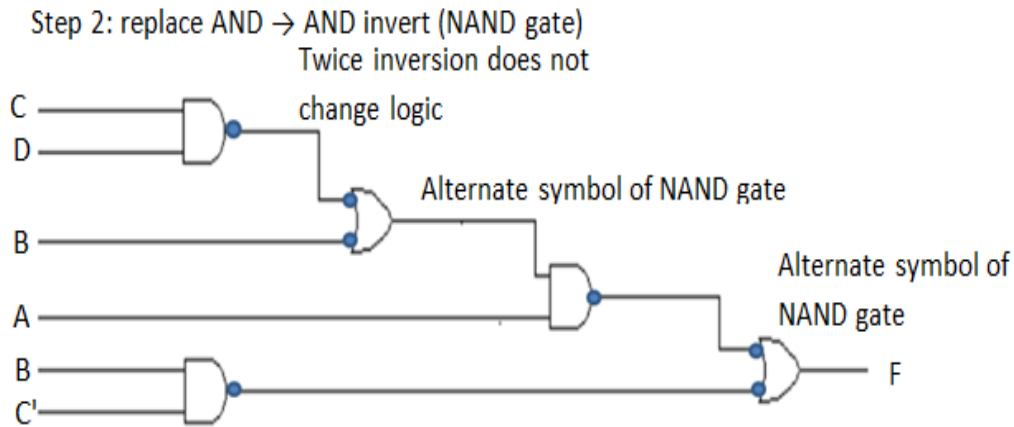 Step 2: replace AND → AND invert (NAND gate)
Twice inversion does not
change logic
C
D
Alternate symbol of NAND gate
B
Alternate symbol of
NAND gate
A
B
F
C'